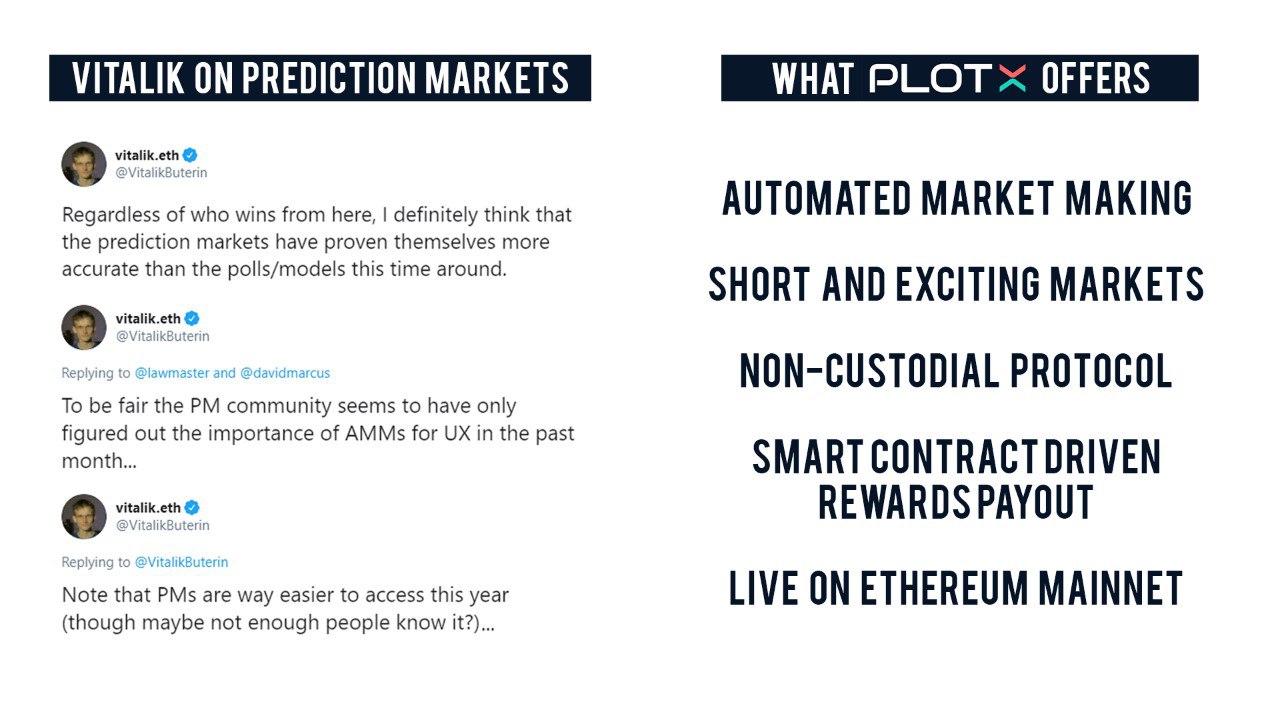 VITALIK ON PREDICTION MARKETS
vitalik.eth
@VitalikButerin
Regardless of who wins from here, I definitely think that
the prediction markets have proven themselves more
accurate than the polls/models this time around.
vitalik.eth
@VitalikButerin
Replying to @lawmaster and @davidmarcus
To be fair the PM community seems to have only
figured out the importance of AMMs for UX in the past
month...
vitalik.eth
@VitalikButerin
Replying to @VitalikButerin
Note that PMs are way easier to access this year
(though maybe not enough people know it?)...
WHAT PLOTX OFFERS
AUTOMATED MARKET MAKING
SHORT AND EXCITING MARKETS
NON-CUSTODIAL PROTOCOL
SMART CONTRACT DRIVEN
REWARDS PAYOUT
LIVE ON ETHEREUM MAINNET